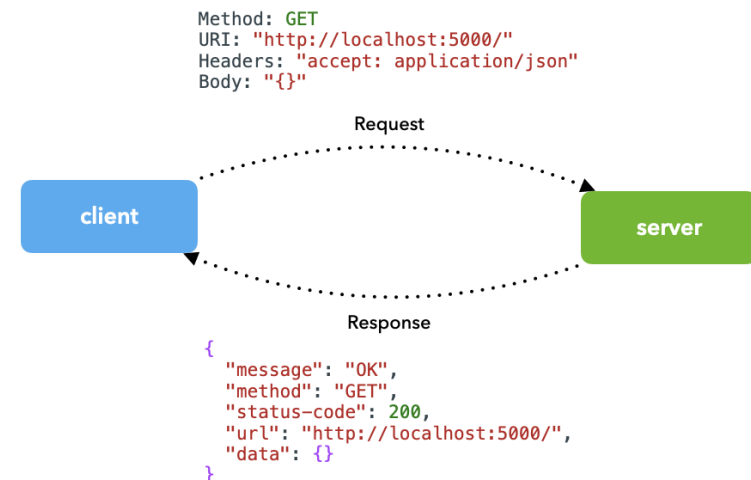 Method: GET
URI: "http://localhost:5000/"
Headers: "accept: application/json"
Body: "{}"
Request
client
server
Response
{
"message": "OK",
"method": "GET",
"status-code": 200,
"url": "http://localhost:5000/",
"data": {}
}